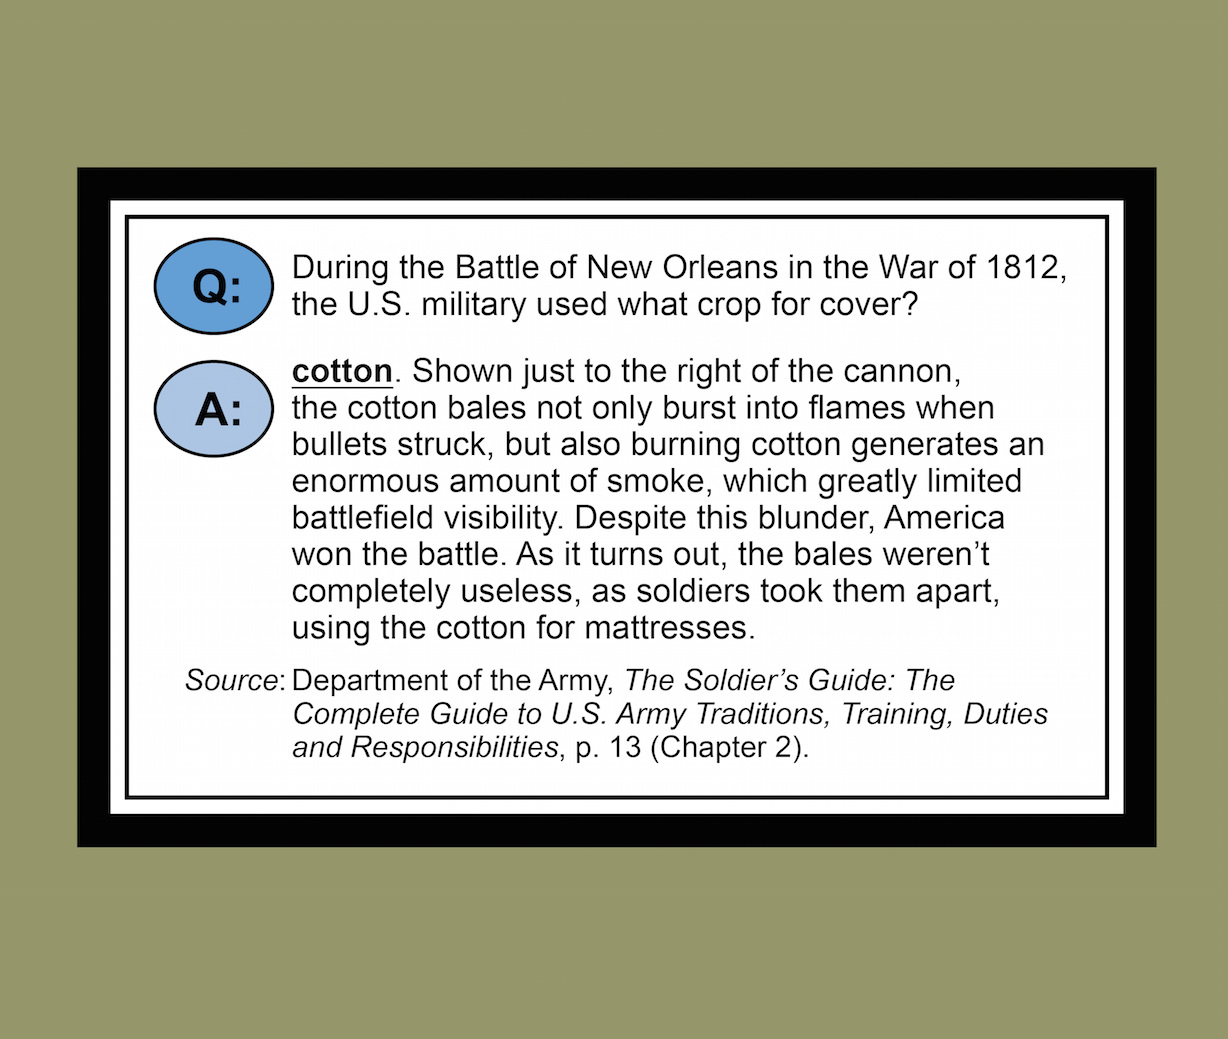 Q: During the Battle of New Orleans in the War of 1812,
the U.S. military used what crop for cover?
A: cotton. Shown just to the right of the cannon,
the cotton bales not only burst into flames when
bullets struck, but also burning cotton generates an
enormous amount of smoke, which greatly limited
battlefield visibility. Despite this blunder, America
won the battle. As it turns out, the bales weren’t
completely useless, as soldiers took them apart,
using the cotton for mattresses.
Source: Department of the Army, The Soldier’s Guide: The
Complete Guide to U.S. Army Traditions, Training, Duties
and Responsibilities, p. 13 (Chapter 2).